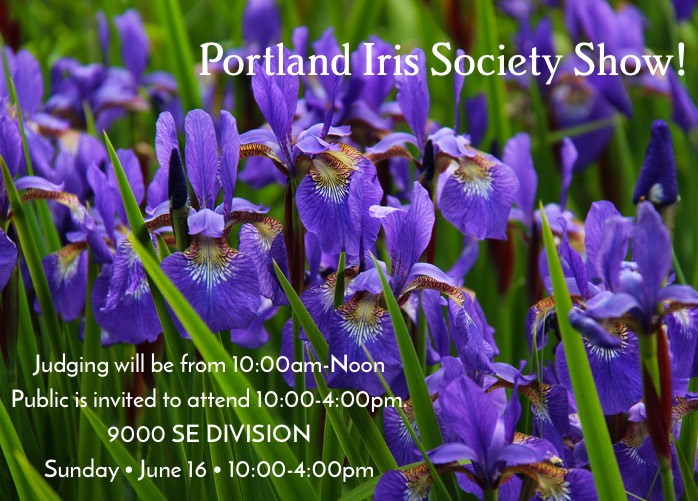 Portland Iris Society Show!
Judging will be from 10:00am-Noon
Public is invited to attend 10:00-4:00pm.
9000 SE DIVISION
Sunday • June 16 • 10:00-4:00pm